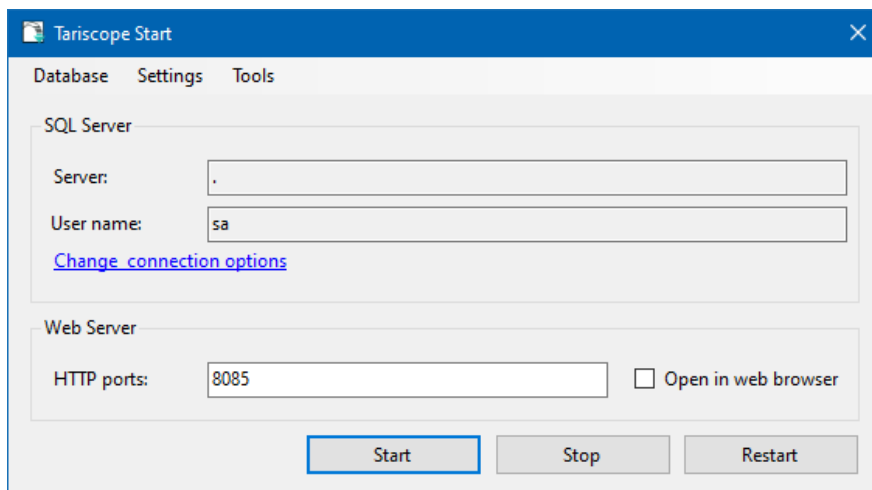 Tariscope Start
Database Settings Tools
SQL Server
Server: .
User name: sa
Change connection options
Web Server
HTTP ports: 8085 Open in web browser
Start Stop Restart